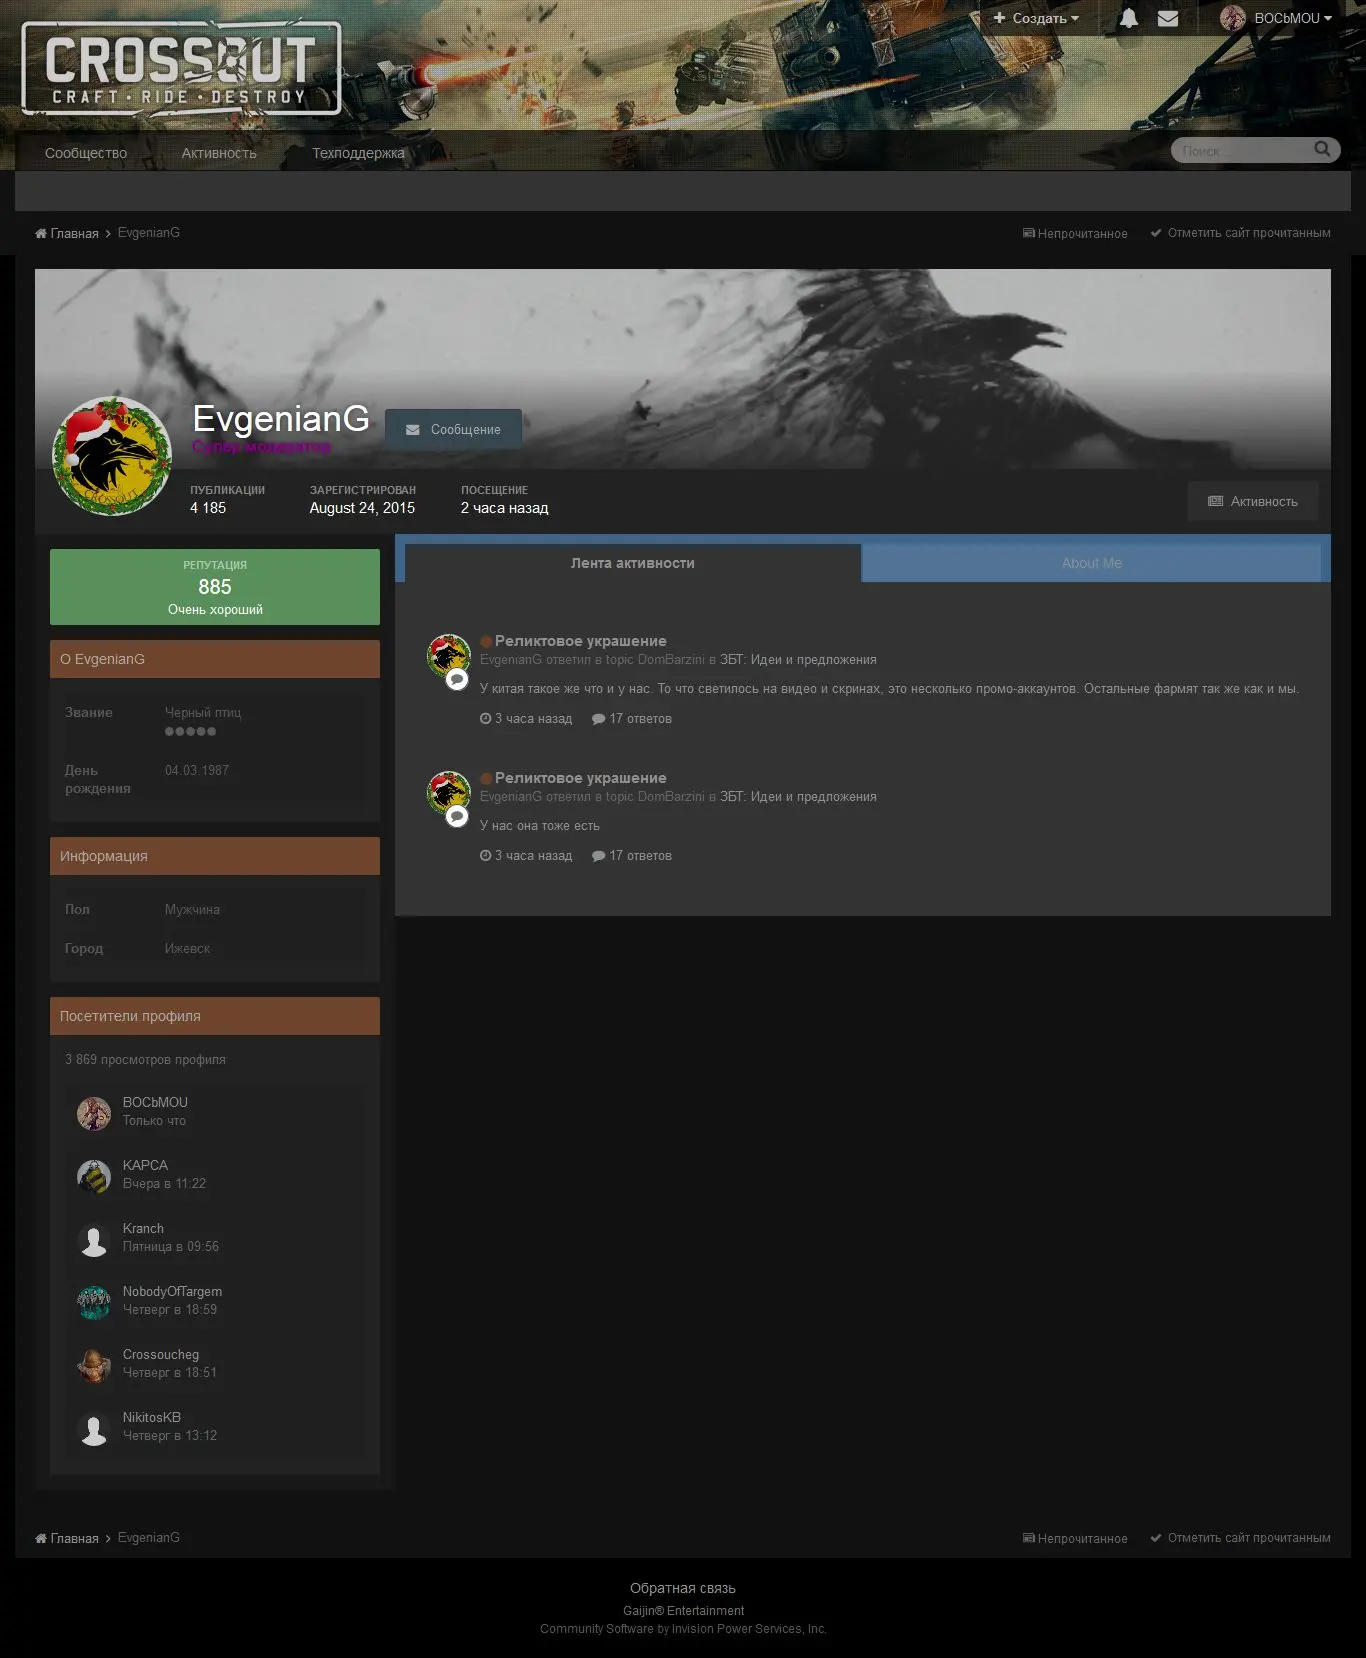 CROSSOUT
CRAFT · RIDE · DESTROY
Создать
BOCbMOU
Сообщество
Активность
Техподдержка
Поиск...
Главная
EvgenianG
Непрочитанное
Отметить сайт прочитанным
EvgenianG
Сообщение
Супер модератор
ПУБЛИКАЦИИ
4 185
ЗАРЕГИСТРИРОВАН
August 24, 2015
ПОСЕЩЕНИЕ
2 часа назад
Активность
РЕПУТАЦИЯ
885
Очень хороший
О EvgenianG
Звание
Черный птиц
День рождения
04.03.1987
Информация
Пол
Мужчина
Город
Ижевск
Посетители профиля
3 869 просмотров профиля
BOCbMOU
Только что
KAPCA
Вчера в 11:22
Kranch
Пятница в 09:56
NobodyOfTargem
Четверг в 18:59
Crossoucheg
Четверг в 18:51
NikitosKB
Четверг в 13:12
Лента активности
About Me
Реликтовое украшение
EvgenianG ответил в topic DomBarzini в ЗБТ: Идеи и предложения
У китая такое же что и у нас. То что светилось на видео и скринах, это несколько промо-аккаунтов. Остальные фармят так же как и мы.
3 часа назад
17 ответов
Реликтовое украшение
EvgenianG ответил в topic DomBarzini в ЗБТ: Идеи и предложения
У нас она тоже есть
3 часа назад
17 ответов
Главная
EvgenianG
Непрочитанное
Отметить сайт прочитанным
Обратная связь
Gaijin® Entertainment
Community Software by Invision Power Services, Inc.